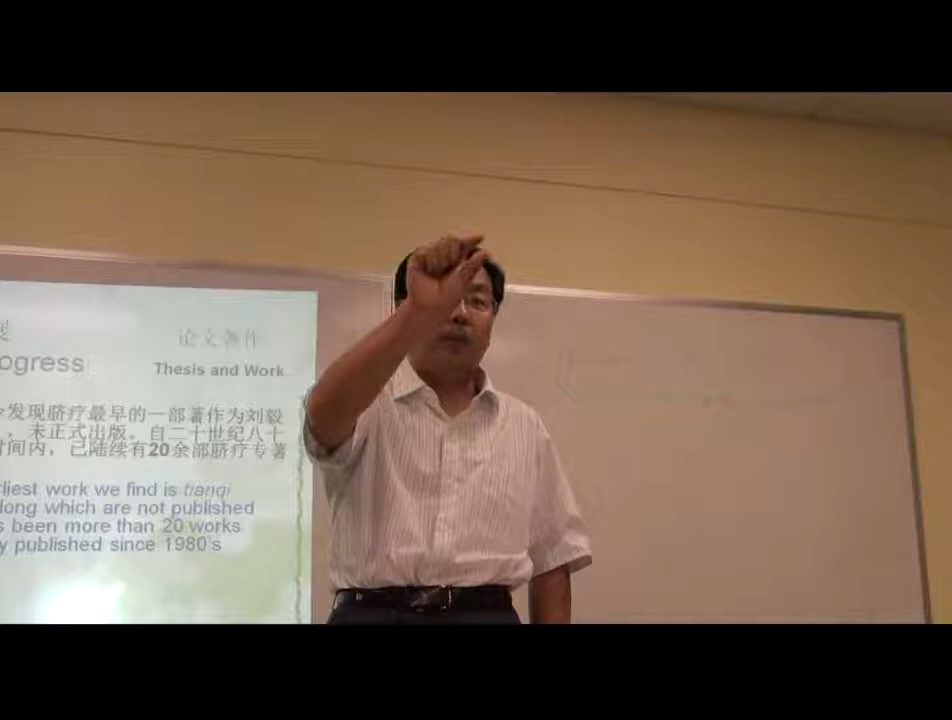 论文著作
ogress
Thesis and Work
发现脐疗最早的一部著作为刘毅
，未正式出版。自二十世纪八十
时间内，已陆续有20余部脐疗专著
rliest work we find is tianqi
long which are not published
s been more than 20 works
y published since 1980's